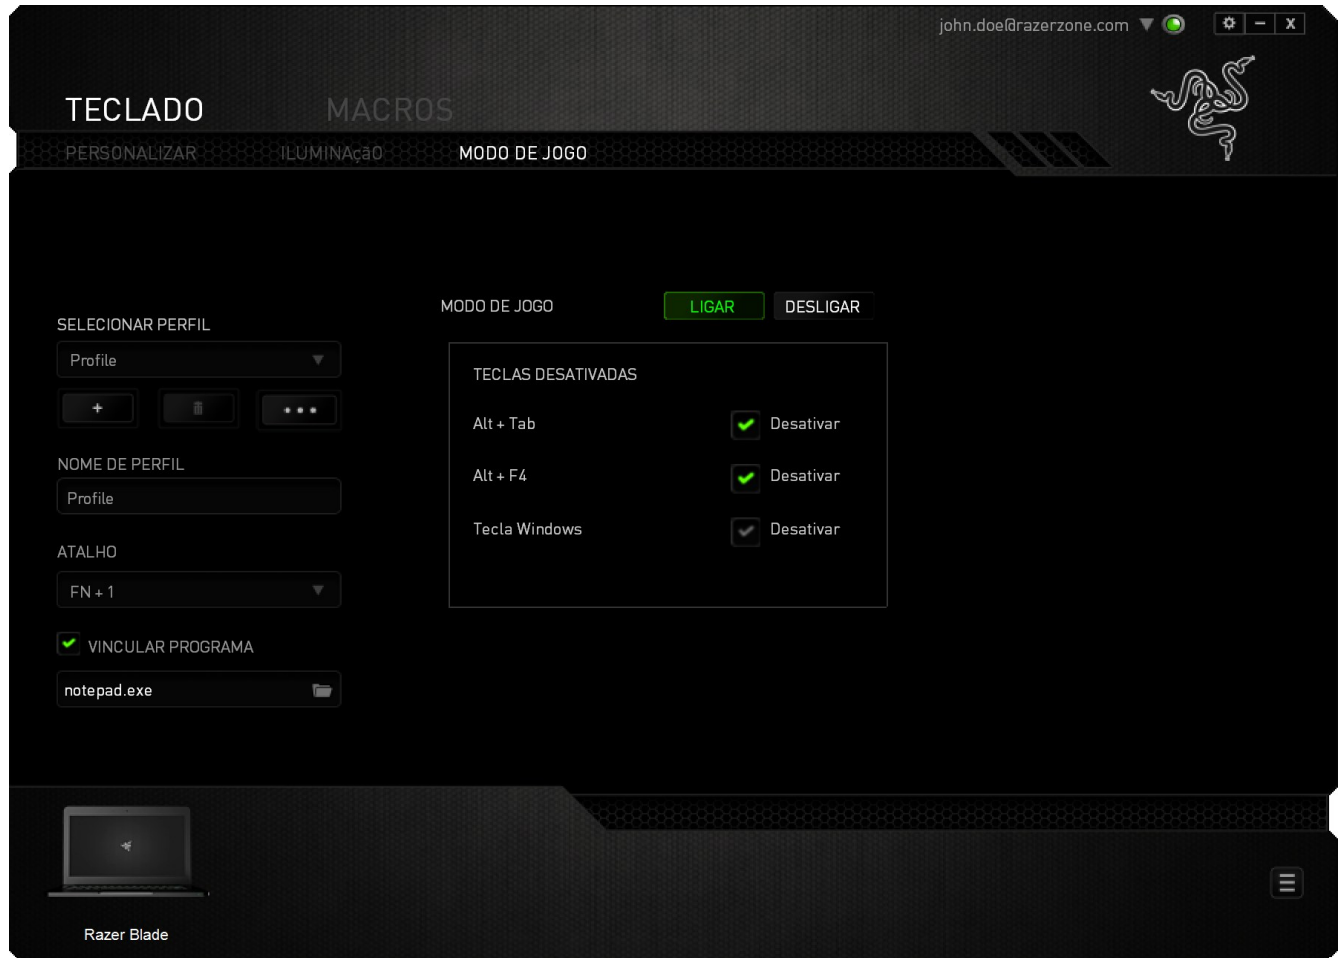 john.doe@razerzone.com
TECLADO MACROS
PERSONALIZAR ILUMINAçãO MODO DE JOGO
SELECIONAR PERFIL
Profile
+
NOME DE PERFIL
Profile
ATALHO
FN + 1
VINCULAR PROGRAMA
notepad.exe
MODO DE JOGO LIGAR DESLIGAR
TECLAS DESATIVADAS
Alt + Tab Desativar
Alt + F4 Desativar
Tecla Windows Desativar
Razer Blade